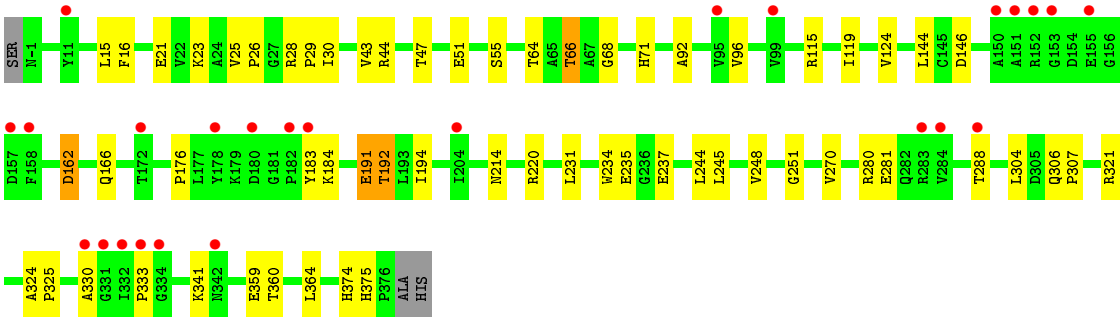 SER N-1 Y11 L15 F16 E21 V22 K23 A24 V25 P26 G27 R28 P29 I30 V43 R44 T47 E51 S55 T64 A65 T66 A67 G68 H71 A92 V95 V96 V99 R115 I119 V124 L144 C145 D146 A150 A151 R152 G153 D154 E155 G156
D157 F158 D162 Q166 T172 P176 L177 Y178 K179 D180 G181 P182 Y183 K184 E191 T192 L193 I194 I204 N214 R220 L231 W234 E235 G236 E237 L244 L245 V248 G251 V270 R280 E281 Q282 R283 V284 T288 L304 D305 Q306 P307 R321
A324 P325 A330 G331 I332 P333 G334 K341 N342 E359 T360 L364 H374 H375 P376 ALA HIS